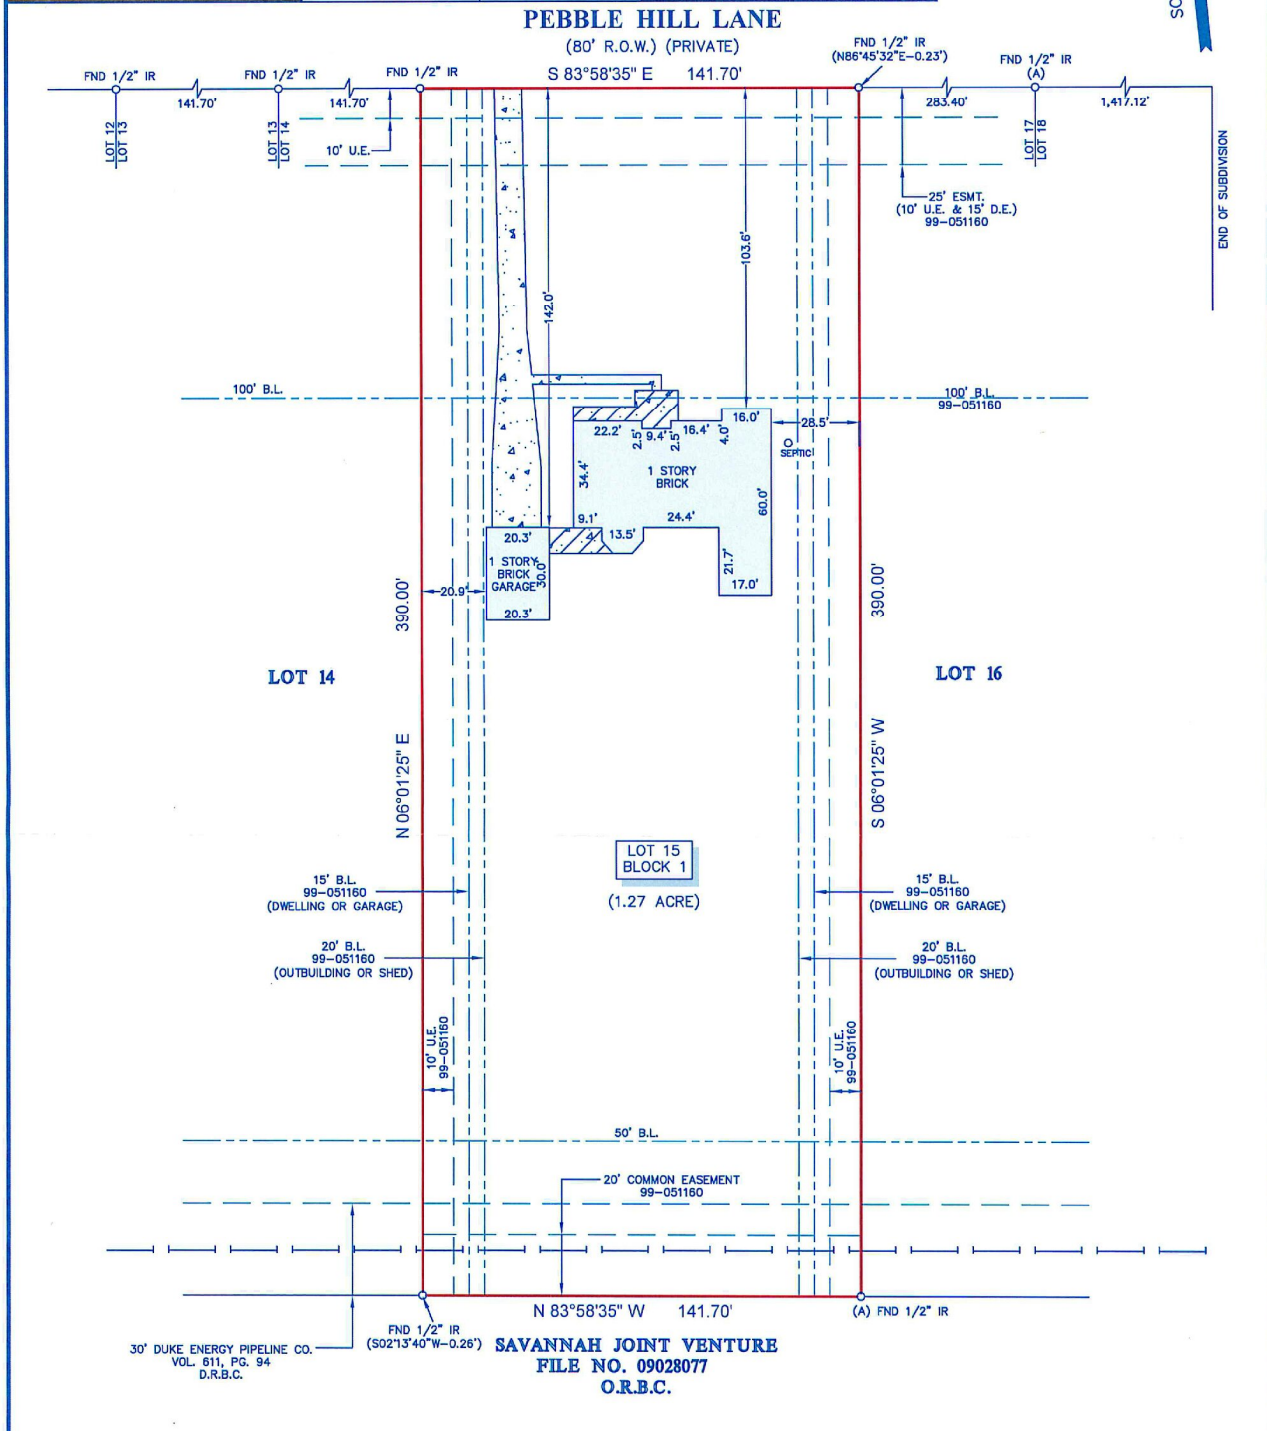 SO
PEBBLE HILL LANE
(80' R.O.W.) (PRIVATE)
S 83°58'35" E 141.70'
FND 1/2" IR
FND 1/2" IR
FND 1/2" IR
FND 1/2" IR
(N86°45'32"E-0.23')
FND 1/2" IR
(A)
141.70'
141.70'
283.40'
1,417.12'
LOT 12
LOT 13
LOT 13
LOT 14
LOT 17
LOT 18
10' U.E.
25' ESMT.
(10' U.E. & 15' D.E.)
99-051160
END OF SUBDIVISION
142.0'
103.6'
100' B.L.
100' B.L.
99-051160
22.2'
2.5'
9.4'
2.5'
16.4'
4.0'
16.0'
28.5'
SEPTIC
34.4'
1 STORY
BRICK
60.0'
9.1'
13.5'
24.4'
21.7'
17.0'
20.3'
1 STORY
BRICK
GARAGE
30.0'
20.3'
20.9'
390.00'
390.00'
LOT 14
LOT 16
N 06°01'25" E
S 06°01'25" W
LOT 15
BLOCK 1
(1.27 ACRE)
15' B.L.
99-051160
(DWELLING OR GARAGE)
15' B.L.
99-051160
(DWELLING OR GARAGE)
20' B.L.
99-051160
(OUTBUILDING OR SHED)
20' B.L.
99-051160
(OUTBUILDING OR SHED)
10' U.E.
99-051160
10' U.E.
99-051160
50' B.L.
20' COMMON EASEMENT
99-051160
N 83°58'35" W 141.70'
(A) FND 1/2" IR
FND 1/2" IR
(S02°13'40"W-0.26')
30' DUKE ENERGY PIPELINE CO.
VOL. 611, PG. 94
D.R.B.C.
SAVANNAH JOINT VENTURE
FILE NO. 09028077
O.R.B.C.